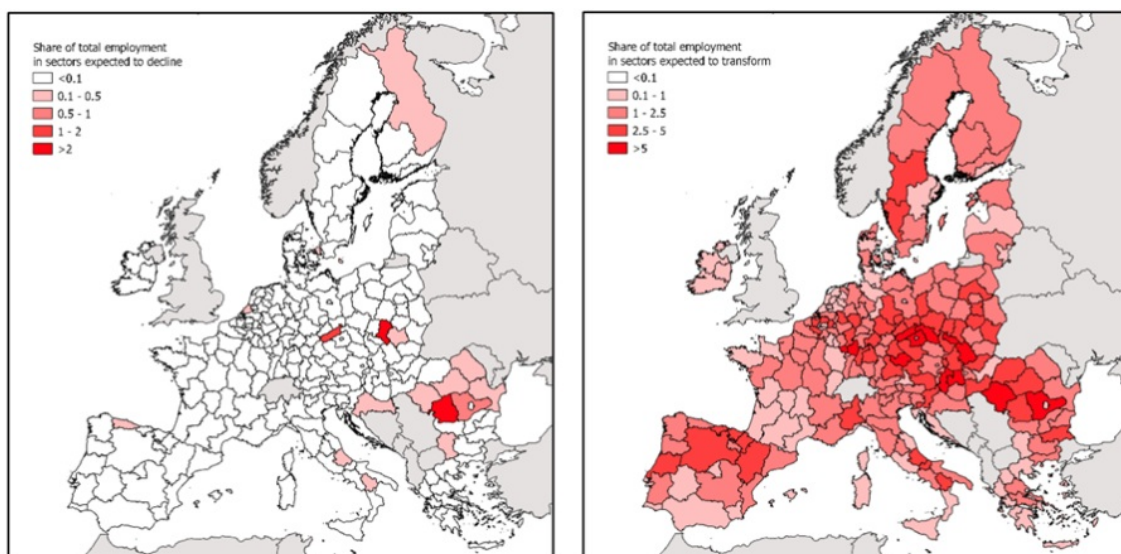 Share of total employment
in sectors expected to decline
<0.1
0.1 - 0.5
0.5 - 1
1 - 2
>2
Share of total employment
in sectors expected to transform
<0.1
0.1 - 1
1 - 2.5
2.5 - 5
>5